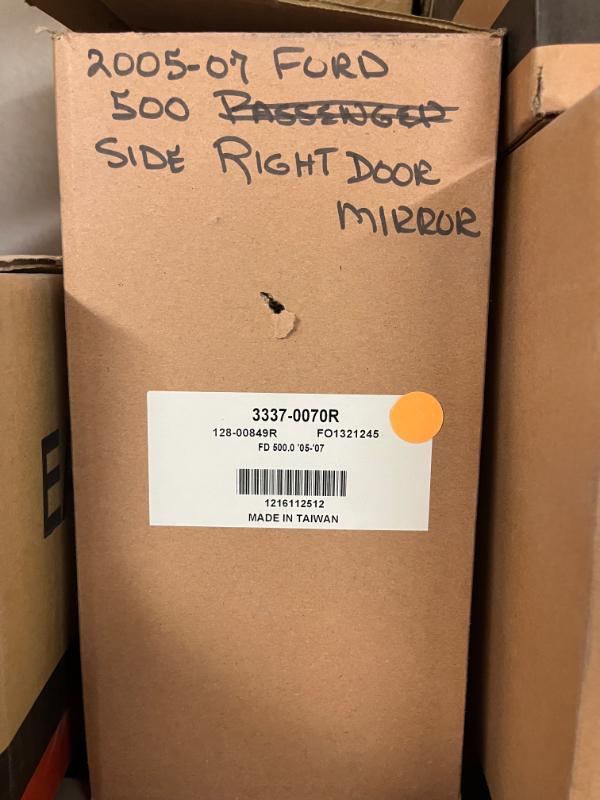 2005-07 FORD
500 PASSENGER
SIDE RIGHT DOOR
MIRROR
3337-0070R
128-00849R FO1321245
FD 500.0 '05-'07
1216112512
MADE IN TAIWAN